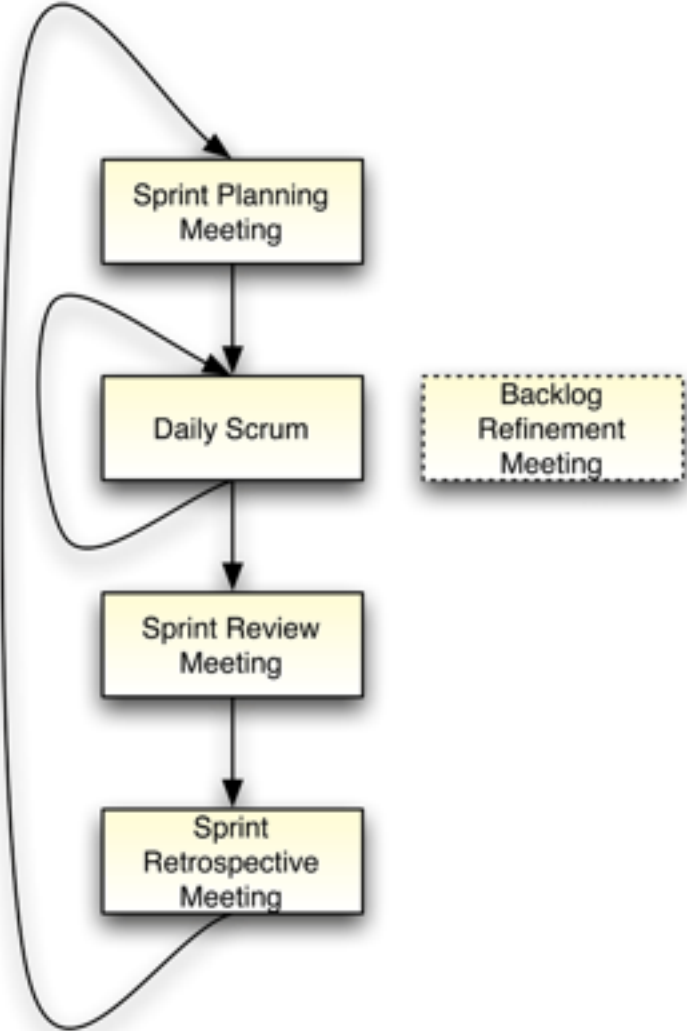 Sprint Planning
Meeting
Daily Scrum
Backlog
Refinement
Meeting
Sprint Review
Meeting
Sprint
Retrospective
Meeting